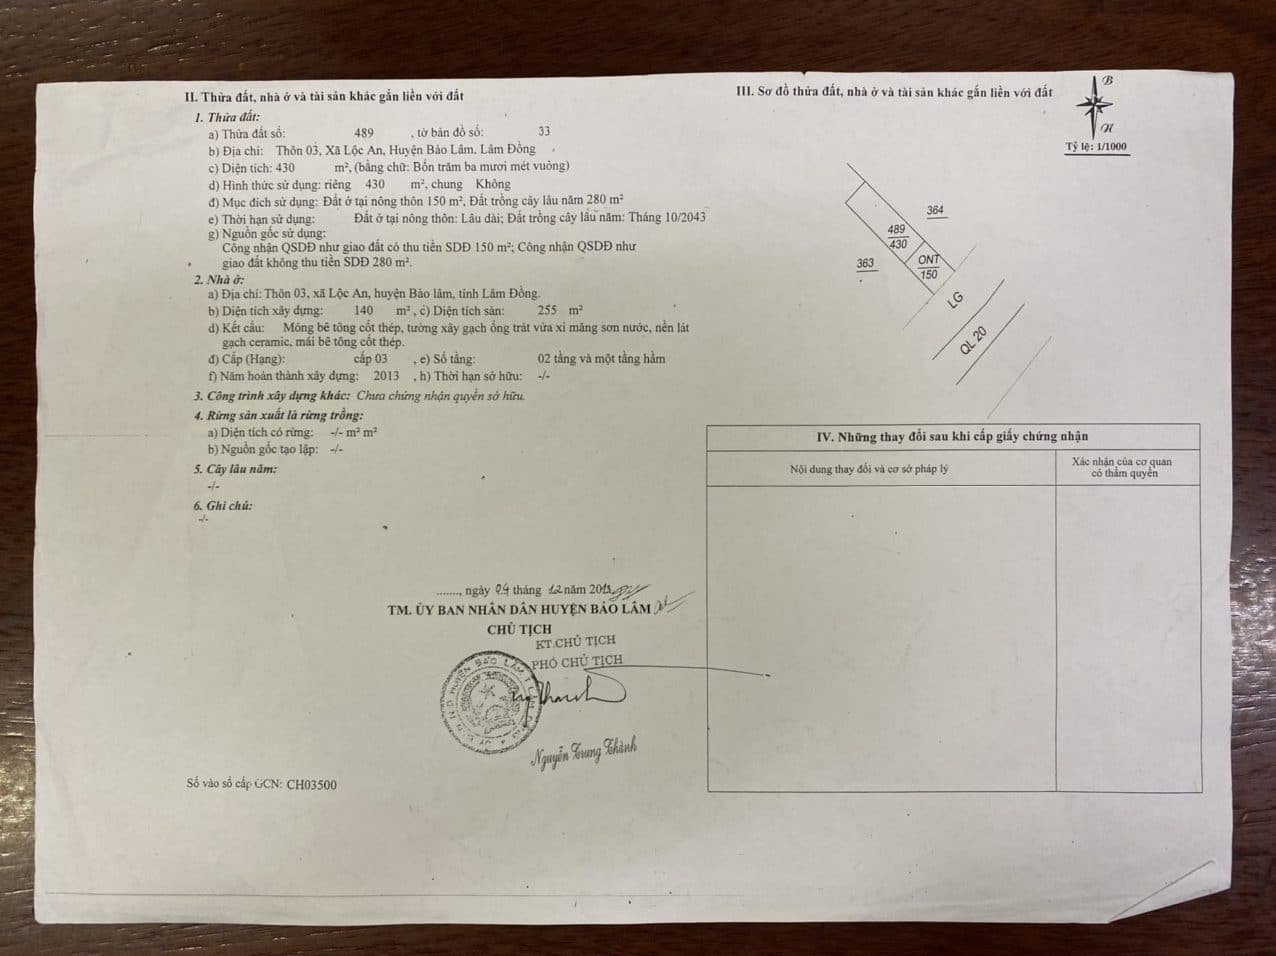 II. Thửa đất, nhà ở và tài sản khác gắn liền với đất
1. Thửa đất:
a) Thửa đất số: 489 , tờ bản đồ số: 33
b) Địa chỉ: Thôn 03, Xã Lộc An, Huyện Bảo Lâm. Lâm Đồng
c) Diện tích: 430 m², (bằng chữ: Bốn trăm ba mươi mét vuông)
d) Hình thức sử dụng: riêng 430 m², chung Không
đ) Mục đích sử dụng: Đất ở tại nông thôn 150 m², Đất trồng cây lâu năm 280 m²
e) Thời hạn sử dụng: Đất ở tại nông thôn: Lâu dài; Đất trồng cây lâu năm: Tháng 10/2043
g) Nguồn gốc sử dụng:
Công nhận QSDĐ như giao đất có thu tiền SDĐ 150 m²; Công nhận QSDĐ như
giao đất không thu tiền SDĐ 280 m².
2. Nhà ở:
a) Địa chỉ: Thôn 03, xã Lộc An, huyện Bảo lâm, tỉnh Lâm Đồng.
b) Diện tích xây dựng: 140 m² , c) Diện tích sàn: 255 m²
d) Kết cấu: Móng bê tông cốt thép, tường xây gạch ống trát vữa xi măng sơn nước, nền lát
gạch ceramic, mái bê tông cốt thép.
đ) Cấp (Hạng): cấp 03 , e) Số tầng: 02 tầng và một tầng hầm
f) Năm hoàn thành xây dựng: 2013 , h) Thời hạn sở hữu: -/-
3. Công trình xây dựng khác: Chưa chứng nhận quyền sở hữu.
4. Rừng sản xuất là rừng trồng:
a) Diện tích có rừng: -/- m² m²
b) Nguồn gốc tạo lập: -/-
5. Cây lâu năm:
-/-
6. Ghi chú:
-/-
......., ngày 04 tháng 12 năm 2013
TM. ỦY BAN NHÂN DÂN HUYỆN BẢO LÂM
CHỦ TỊCH
KT.CHỦ TỊCH
PHÓ CHỦ TỊCH
Nguyễn Trung Thành
Số vào sổ cấp GCN: CH03500
III. Sơ đồ thửa đất, nhà ở và tài sản khác gắn liền với đất
B
N
Tỷ lệ: 1/1000
364
489
430
363
ONT
150
LG
QL 20
IV. Những thay đổi sau khi cấp giấy chứng nhận
Nội dung thay đổi và cơ sở pháp lý
Xác nhận của cơ quan
có thẩm quyền